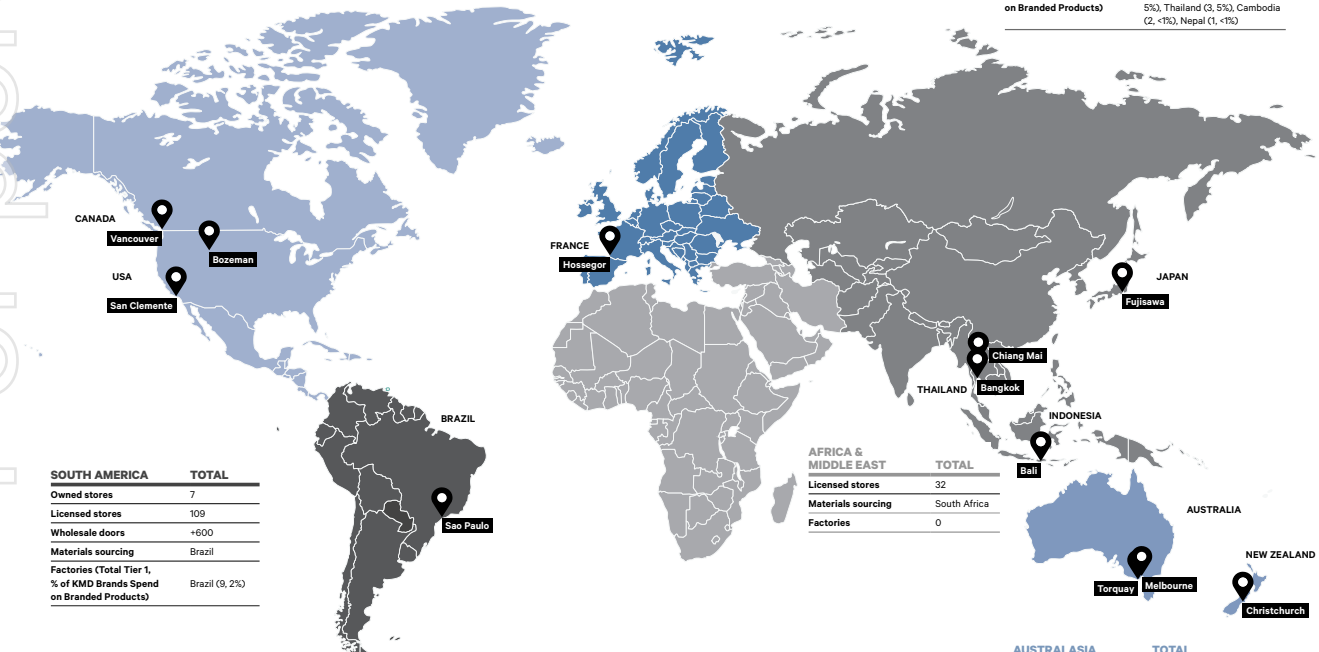 on Branded Products)
5%), Thailand (3, 5%), Cambodia
(2, <1%), Nepal (1, <1%)
CANADA
Vancouver
Bozeman
USA
San Clemente
FRANCE
Hossegor
JAPAN
Fujisawa
Chiang Mai
THAILAND
Bangkok
INDONESIA
Bali
BRAZIL
Sao Paulo
SOUTH AMERICA TOTAL
Owned stores 7
Licensed stores 109
Wholesale doors +600
Materials sourcing Brazil
Factories (Total Tier 1,
% of KMD Brands Spend Brazil (9, 2%)
on Branded Products)
AFRICA &
MIDDLE EAST TOTAL
Licensed stores 32
Materials sourcing South Africa
Factories 0
AUSTRALIA
Torquay
Melbourne
NEW ZEALAND
Christchurch
AUSTRALASIA TOTAL